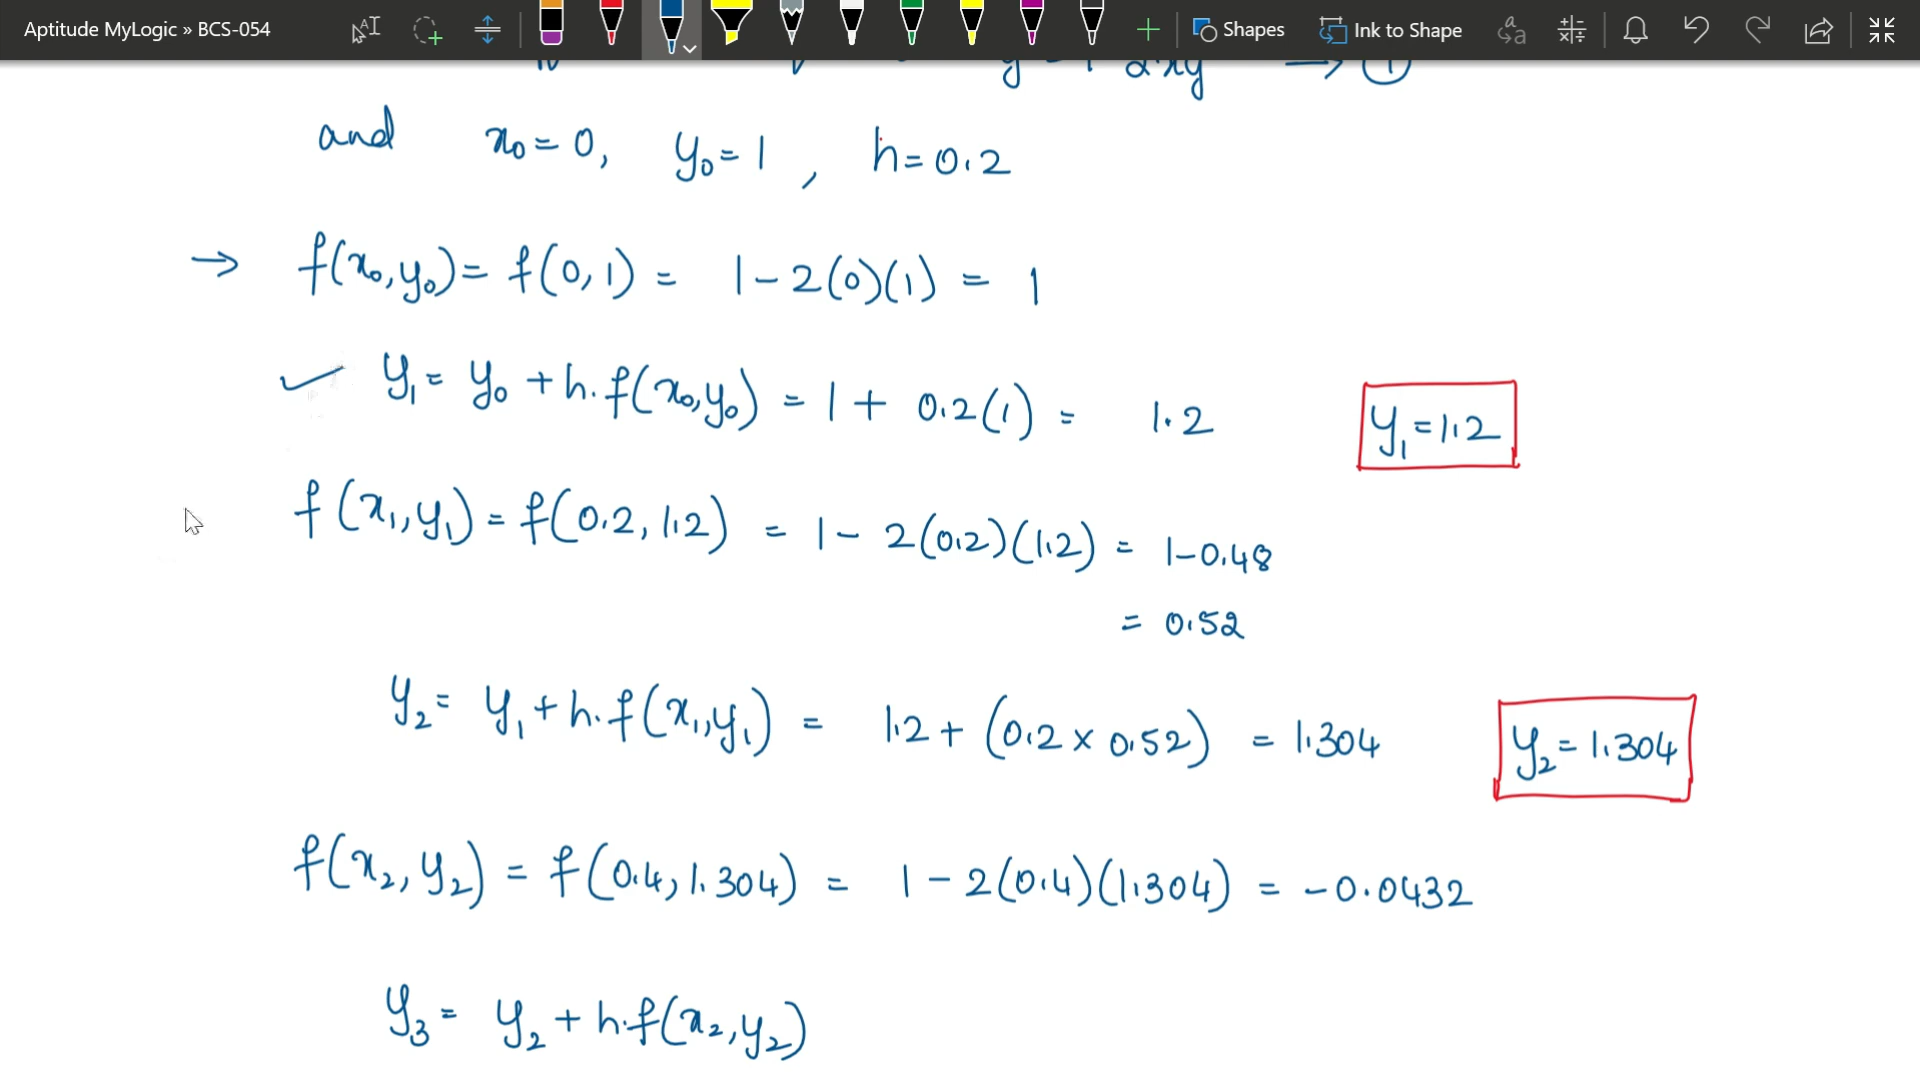 Aptitude MyLogic » BCS-054 Shapes Ink to Shape
2xy → ①
and x₀ = 0, y₀ = 1, h = 0.2
→ f(x₀,y₀) = f(0,1) = 1 - 2(0)(1) = 1
✓ y₁ = y₀ + h.f(x₀,y₀) = 1 + 0.2(1) = 1.2 y₁ = 1.2
f(x₁,y₁) = f(0.2, 1.2) = 1 - 2(0.2)(1.2) = 1 - 0.48
= 0.52
y₂ = y₁ + h.f(x₁,y₁) = 1.2 + (0.2 × 0.52) = 1.304 y₂ = 1.304
f(x₂,y₂) = f(0.4, 1.304) = 1 - 2(0.4)(1.304) = -0.0432
y₃ = y₂ + h.f(x₂,y₂)